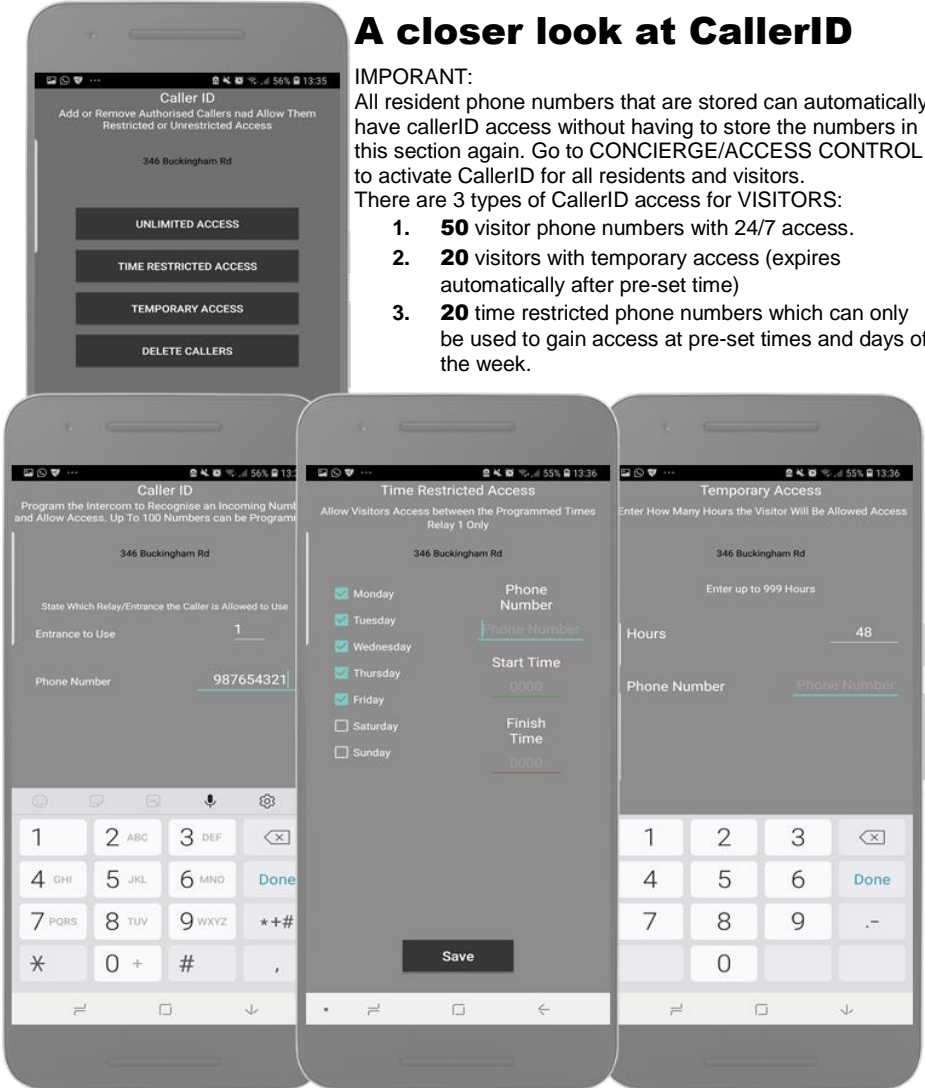 A closer look at CallerID
IMPORANT:
All resident phone numbers that are stored can automatically
have callerID access without having to store the numbers in
this section again. Go to CONCIERGE/ACCESS CONTROL
to activate CallerID for all residents and visitors.
There are 3 types of CallerID access for VISITORS:
1. 50 visitor phone numbers with 24/7 access.
2. 20 visitors with temporary access (expires
automatically after pre-set time)
3. 20 time restricted phone numbers which can only
be used to gain access at pre-set times and days of
the week.
56% 13:35
Caller ID
Add or Remove Authorised Callers nad Allow Them
Restricted or Unrestricted Access
346 Buckingham Rd
UNLIMITED ACCESS
TIME RESTRICTED ACCESS
TEMPORARY ACCESS
DELETE CALLERS
56% 13:
Caller ID
Program the Intercom to Recognise an Incoming Numb
and Allow Access. Up To 100 Numbers can be Programm
346 Buckingham Rd
State Which Relay/Entrance the Caller is Allowed to Use
Entrance to Use 1
Phone Number 987654321
1 2 ABC 3 DEF
4 GHI 5 JKL 6 MNO Done
7 PQRS 8 TUV 9 WXYZ *+#
* 0 + # ,
55% 13:36
Time Restricted Access
Allow Visitors Access between the Programmed Times
Relay 1 Only
346 Buckingham Rd
Monday
Tuesday
Wednesday
Thursday
Friday
Saturday
Sunday
Phone
Number
Phone Number
Start Time
0000
Finish
Time
0000
Save
55% 13:36
Temporary Access
Enter How Many Hours the Visitor Will Be Allowed Access
346 Buckingham Rd
Enter up to 999 Hours
Hours 48
Phone Number Phone Number
1 2 3
4 5 6 Done
7 8 9 .-
0